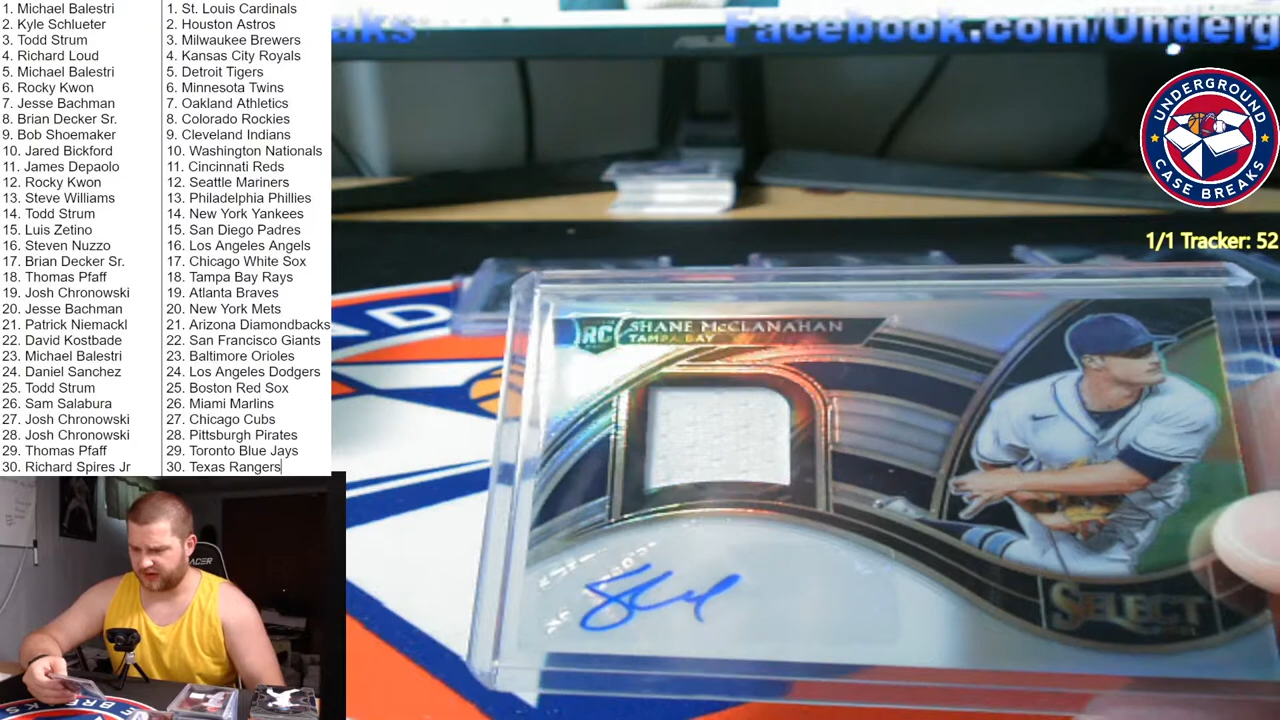 1. Michael Balestri
2. Kyle Schlueter
3. Todd Strum
4. Richard Loud
5. Michael Balestri
6. Rocky Kwon
7. Jesse Bachman
8. Brian Decker Sr.
9. Bob Shoemaker
10. Jared Bickford
11. James Depaolo
12. Rocky Kwon
13. Steve Williams
14. Todd Strum
15. Luis Zetino
16. Steven Nuzzo
17. Brian Decker Sr.
18. Thomas Pfaff
19. Josh Chronowski
20. Jesse Bachman
21. Patrick Niemackl
22. David Kostbade
23. Michael Balestri
24. Daniel Sanchez
25. Todd Strum
26. Sam Salabura
27. Josh Chronowski
28. Josh Chronowski
29. Thomas Pfaff
30. Richard Spires Jr
1. St. Louis Cardinals
2. Houston Astros
3. Milwaukee Brewers
4. Kansas City Royals
5. Detroit Tigers
6. Minnesota Twins
7. Oakland Athletics
8. Colorado Rockies
9. Cleveland Indians
10. Washington Nationals
11. Cincinnati Reds
12. Seattle Mariners
13. Philadelphia Phillies
14. New York Yankees
15. San Diego Padres
16. Los Angeles Angels
17. Chicago White Sox
18. Tampa Bay Rays
19. Atlanta Braves
20. New York Mets
21. Arizona Diamondbacks
22. San Francisco Giants
23. Baltimore Orioles
24. Los Angeles Dodgers
25. Boston Red Sox
26. Miami Marlins
27. Chicago Cubs
28. Pittsburgh Pirates
29. Toronto Blue Jays
30. Texas Rangers
aks
Facebook.com/Underg
UNDERGROUND
CASE BREAKS
1/1 Tracker: 52
RC
SHANE McCLANAHAN
TAMPA BAY
SELECT